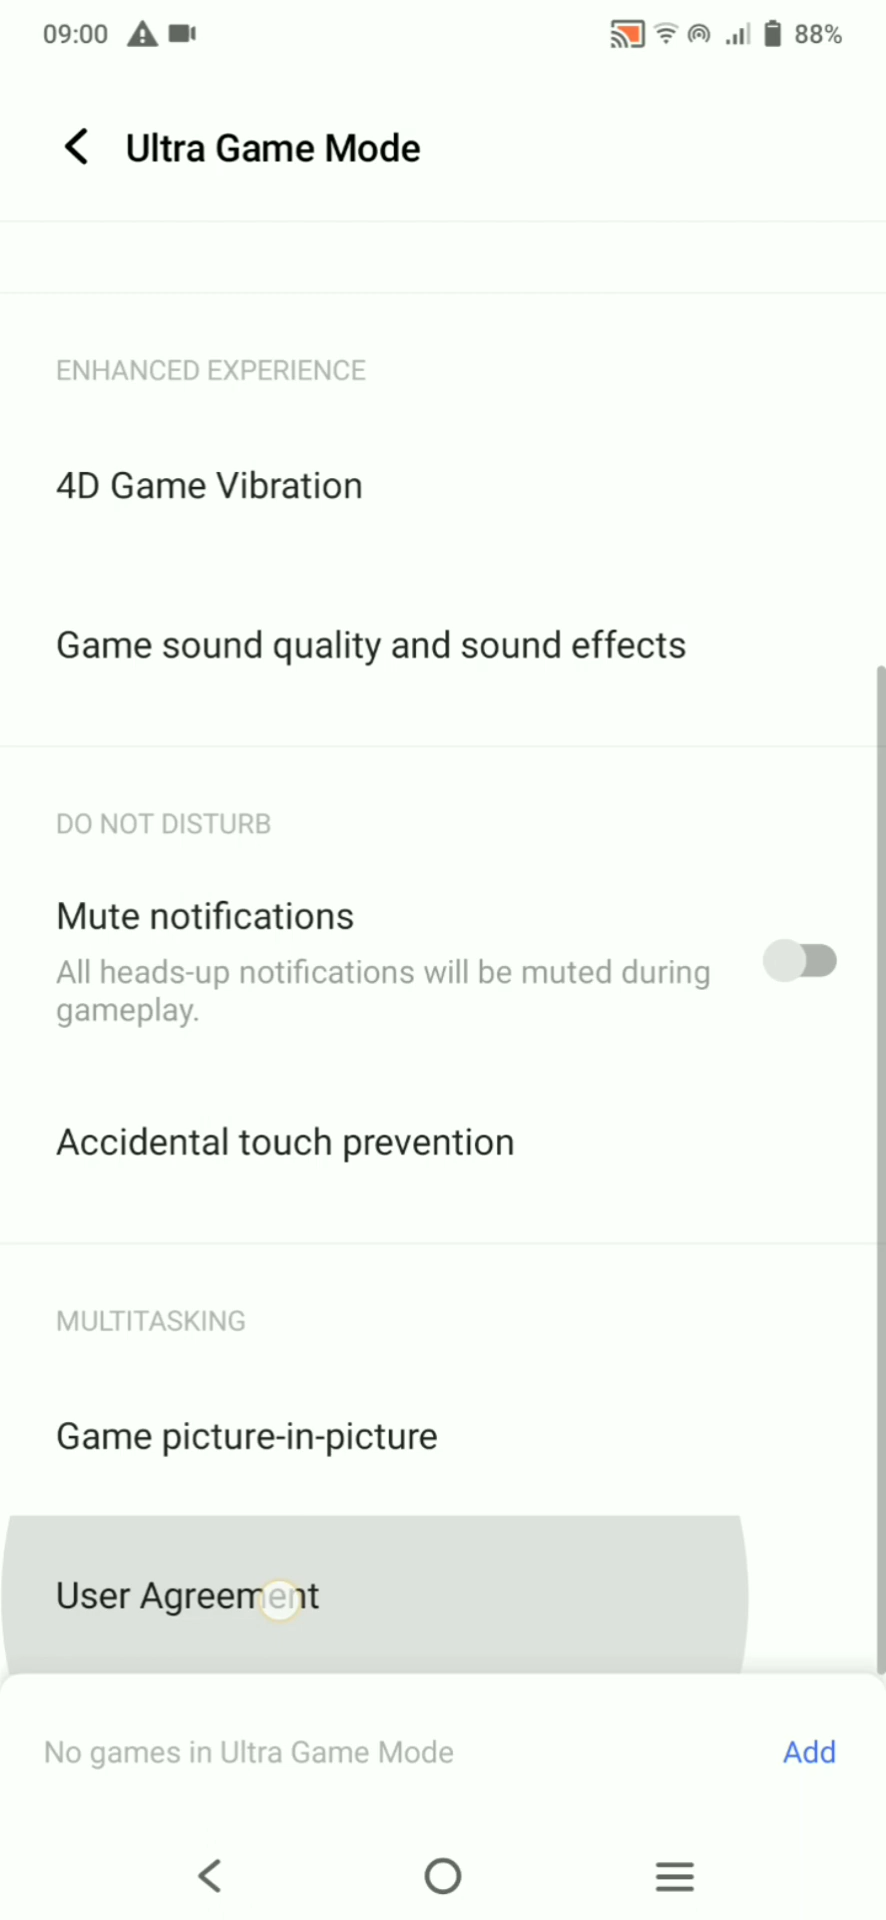 09:00 88%
Ultra Game Mode
ENHANCED EXPERIENCE
4D Game Vibration
Game sound quality and sound effects
DO NOT DISTURB
Mute notifications
All heads-up notifications will be muted during
gameplay.
Accidental touch prevention
MULTITASKING
Game picture-in-picture
User Agreement
No games in Ultra Game Mode Add